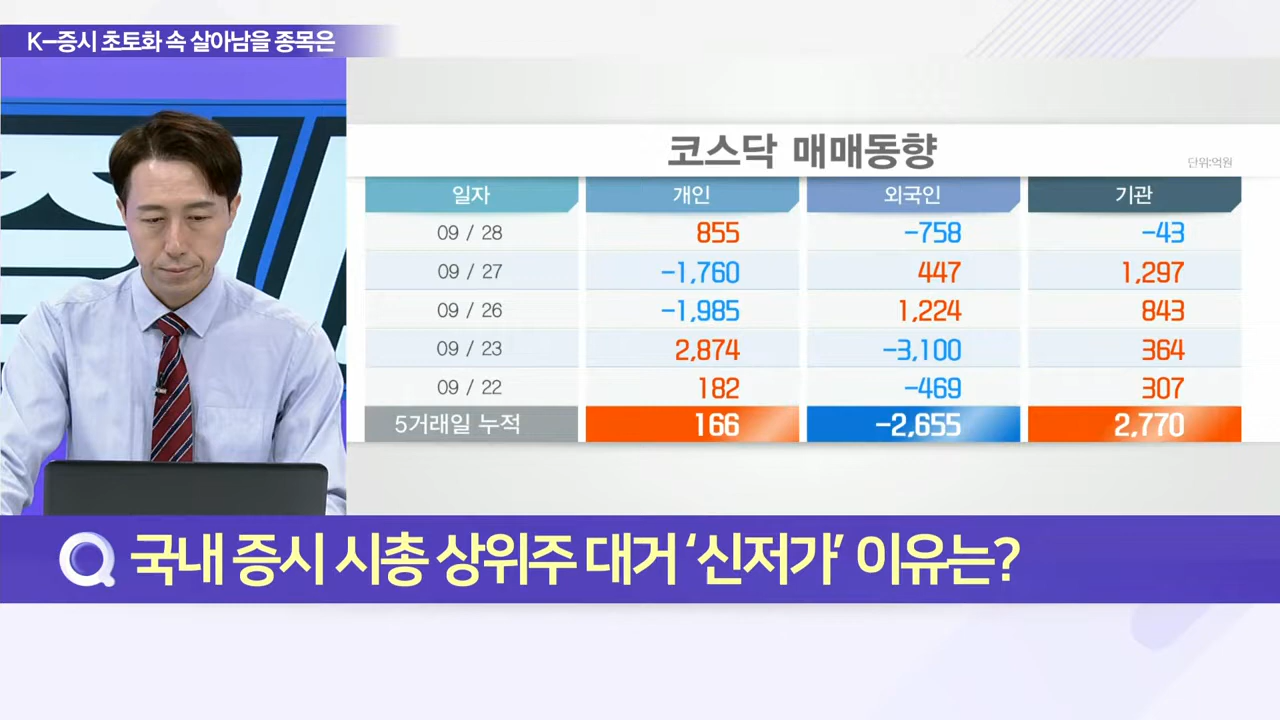 K-증시 초토화 속 살아남을 종목은
코스닥 매매동향
단위:억원
일자 개인 외국인 기관
09 / 28 855 -758 -43
09 / 27 -1,760 447 1,297
09 / 26 -1,985 1,224 843
09 / 23 2,874 -3,100 364
09 / 22 182 -469 307
5거래일 누적 166 -2,655 2,770
국내 증시 시총 상위주 대거 ‘신저가’ 이유는?